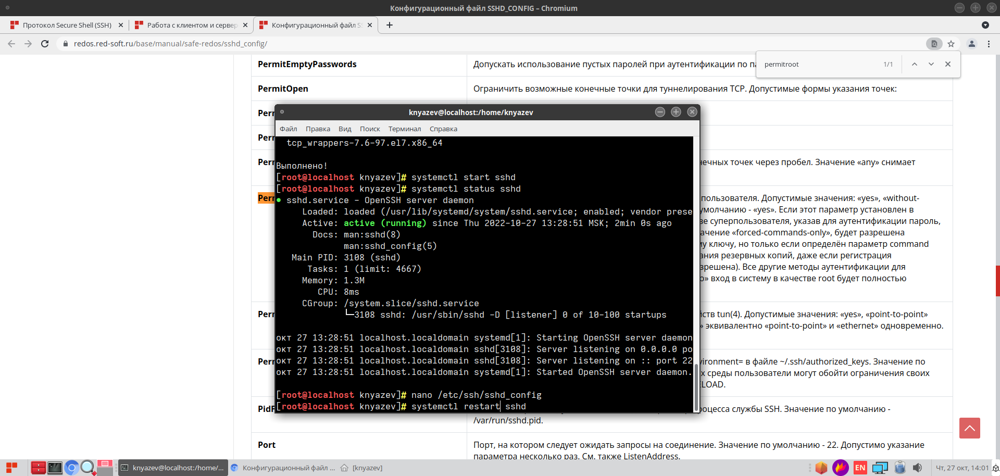 Конфигурационный файл SSHD_CONFIG – Chromium
Протокол Secure Shell (SSH)
Работа с клиентом и сервер
Конфигурационный файл SS
redos.red-soft.ru/base/manual/safe-redos/sshd_config/
permitroot 1/1
PermitEmptyPasswords
Допускать использование пустых паролей при аутентификации по па
PermitOpen
Ограничить возможные конечные точки для туннелирования TCP. Допустимые формы указания точек:
knyazev@localhost:/home/knyazev
Файл Правка Вид Поиск Терминал Справка
tcp_wrappers-7.6-97.el7.x86_64
Выполнено!
[root@localhost knyazev]# systemctl start sshd
[root@localhost knyazev]# systemctl status sshd
● sshd.service – OpenSSH server daemon
Loaded: loaded (/usr/lib/systemd/system/sshd.service; enabled; vendor prese
Active: active (running) since Thu 2022-10-27 13:28:51 MSK; 2min 0s ago
Docs: man:sshd(8)
man:sshd_config(5)
Main PID: 3108 (sshd)
Tasks: 1 (limit: 4667)
Memory: 1.3M
CPU: 8ms
CGroup: /system.slice/sshd.service
└─3108 sshd: /usr/sbin/sshd -D [listener] 0 of 10-100 startups
окт 27 13:28:51 localhost.localdomain systemd[1]: Starting OpenSSH server daemon
окт 27 13:28:51 localhost.localdomain sshd[3108]: Server listening on 0.0.0.0 po
окт 27 13:28:51 localhost.localdomain sshd[3108]: Server listening on :: port 22
окт 27 13:28:51 localhost.localdomain systemd[1]: Started OpenSSH server daemon.
[root@localhost knyazev]# nano /etc/ssh/sshd_config
[root@localhost knyazev]# systemctl restart sshd
Perm
Perm
Perm
нечных точек через пробел. Значение «any» снимает
Perm
пользователя. Допустимые значения: «yes», «without-
умолчанию - «yes». Если этот параметр установлен в
ве суперпользователя, указав для аутентификации пароль,
ачение «forced-commands-only», будет разрешена
му ключу, но только если определён параметр command
ания резервных копий, даже если регистрация
зрешена). Все другие методы аутентификации для
о» вход в систему в качестве root будет полностью
Perm
йств tun(4). Допустимые значения: «yes», «point-to-point»
» эквивалентно «point-to-point» и «ethernet» одновременно.
Perm
vironment= в файле ~/.ssh/authorized_keys. Значение по
х среды пользователи могут обойти ограничения своих
LOAD.
PidF
роцесса службы SSH. Значение по умолчанию -
/var/run/sshd.pid.
Port
Порт, на котором следует ожидать запросы на соединение. Значение по умолчанию - 22. Допустимо указание
параметра несколько раз. См. также ListenAddress.
knyazev@localhost:/home/...
Конфигурационный файл ...
[knyazev]
EN
Чт, 27 окт, 14:01